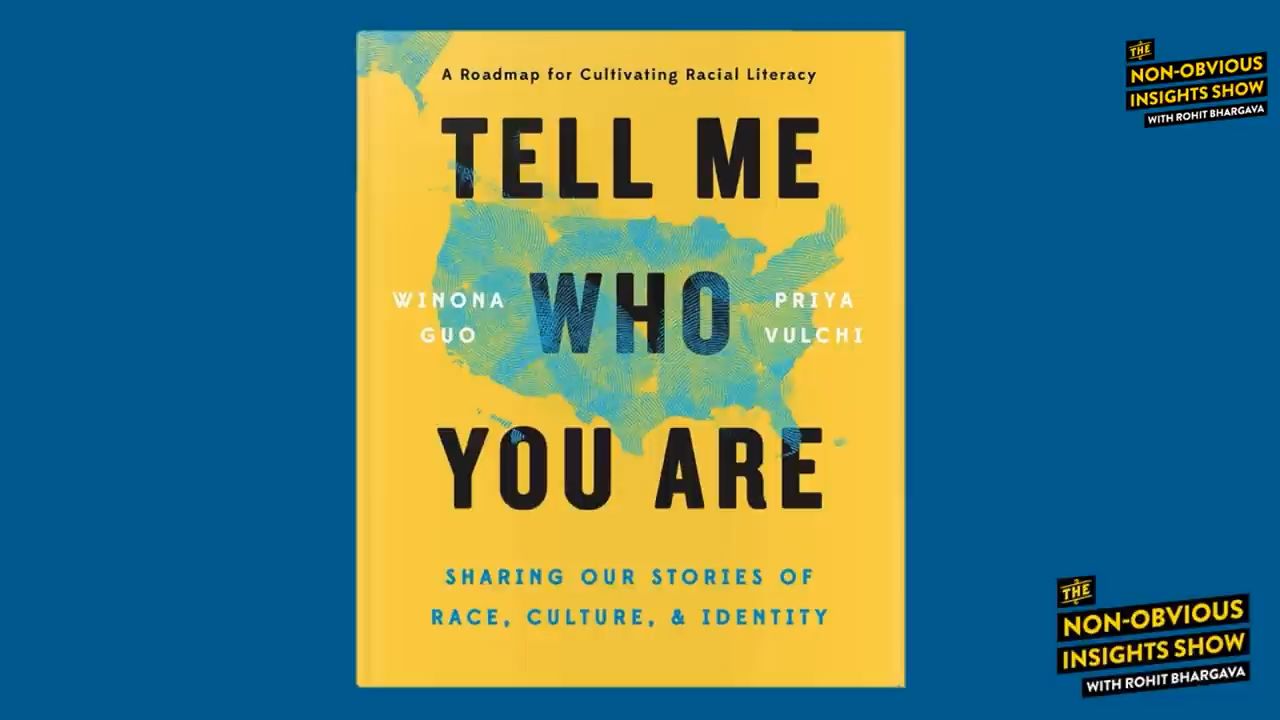 A Roadmap for Cultivating Racial Literacy
TELL ME
WHO
YOU ARE
WINONA
GUO
PRIYA
VULCHI
SHARING OUR STORIES OF
RACE, CULTURE, & IDENTITY
THE
NON-OBVIOUS
INSIGHTS SHOW
WITH ROHIT BHARGAVA
THE
NON-OBVIOUS
INSIGHTS SHOW
WITH ROHIT BHARGAVA